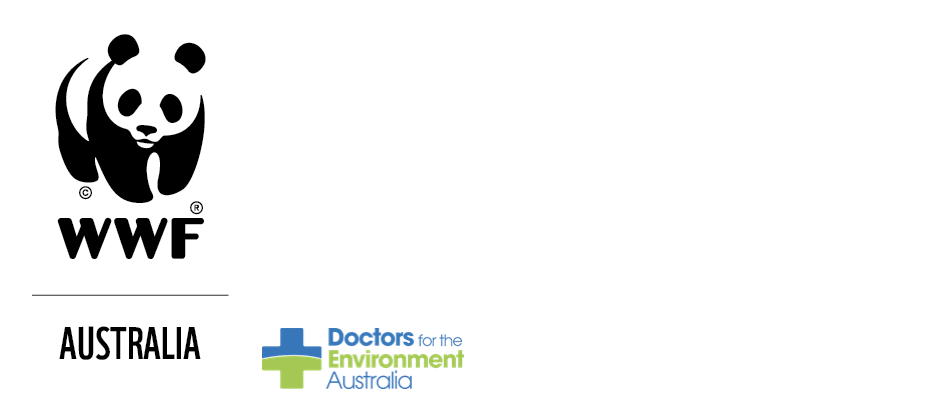 ©
®
WWF
AUSTRALIA
Doctors for the
Environment
Australia